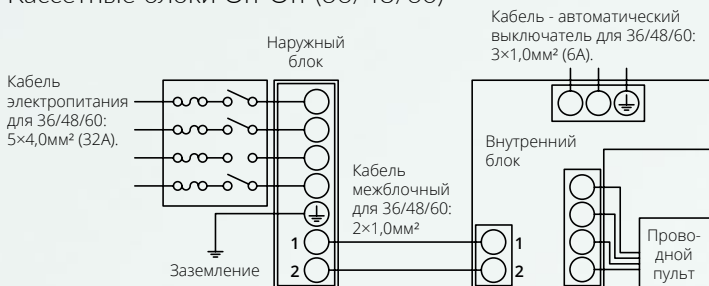 Кассетные блоки On-Off (36/48/60)
Кабель - автоматический
выключатель для 36/48/60:
3×1,0мм² (6А).
Наружный
блок
Кабель
электропитания
для 36/48/60:
5×4,0мм² (32А).
Внутренний
блок
Кабель
межблочный
для 36/48/60:
2×1,0мм²
1
1
Прово-
дной
пульт
Заземление
2
2